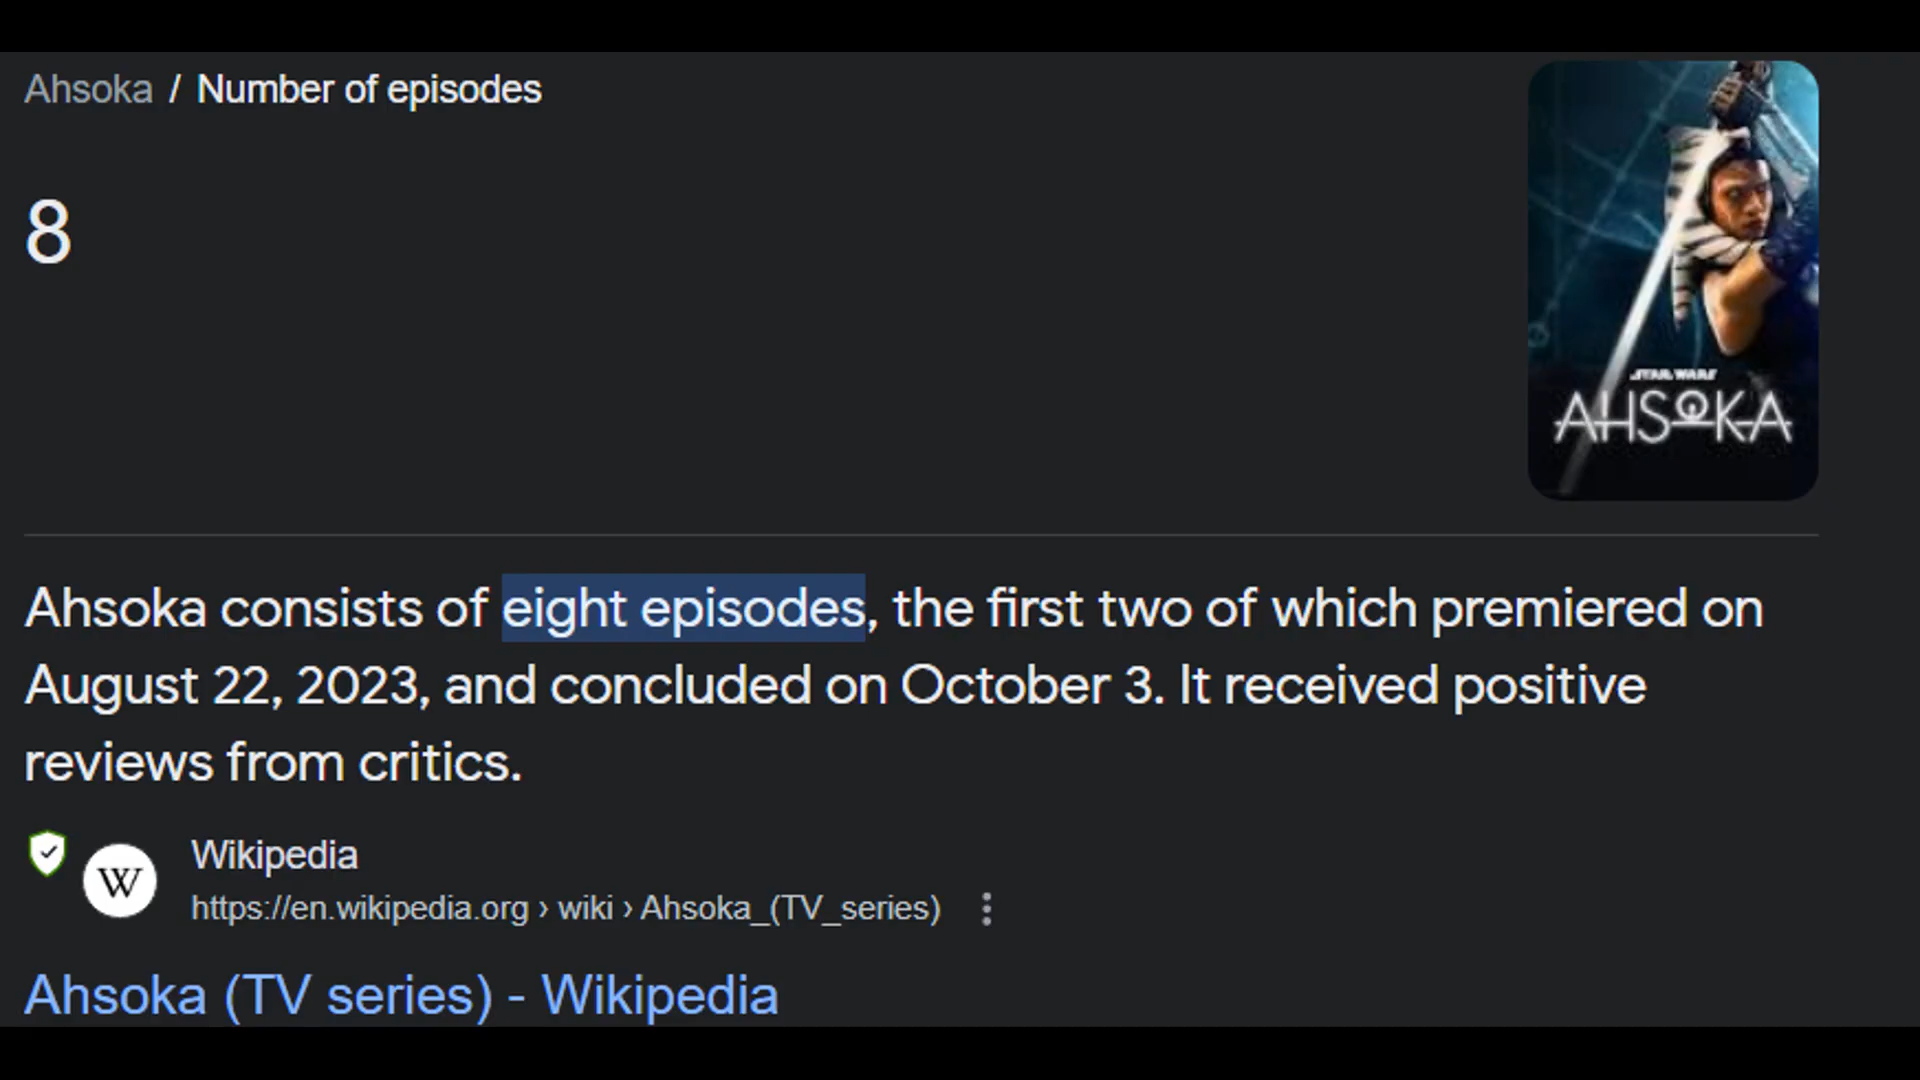 Ahsoka / Number of episodes
8
STAR WARS
AHSOKA
Ahsoka consists of eight episodes, the first two of which premiered on
August 22, 2023, and concluded on October 3. It received positive
reviews from critics.
W
Wikipedia
https://en.wikipedia.org › wiki › Ahsoka_(TV_series)
Ahsoka (TV series) - Wikipedia